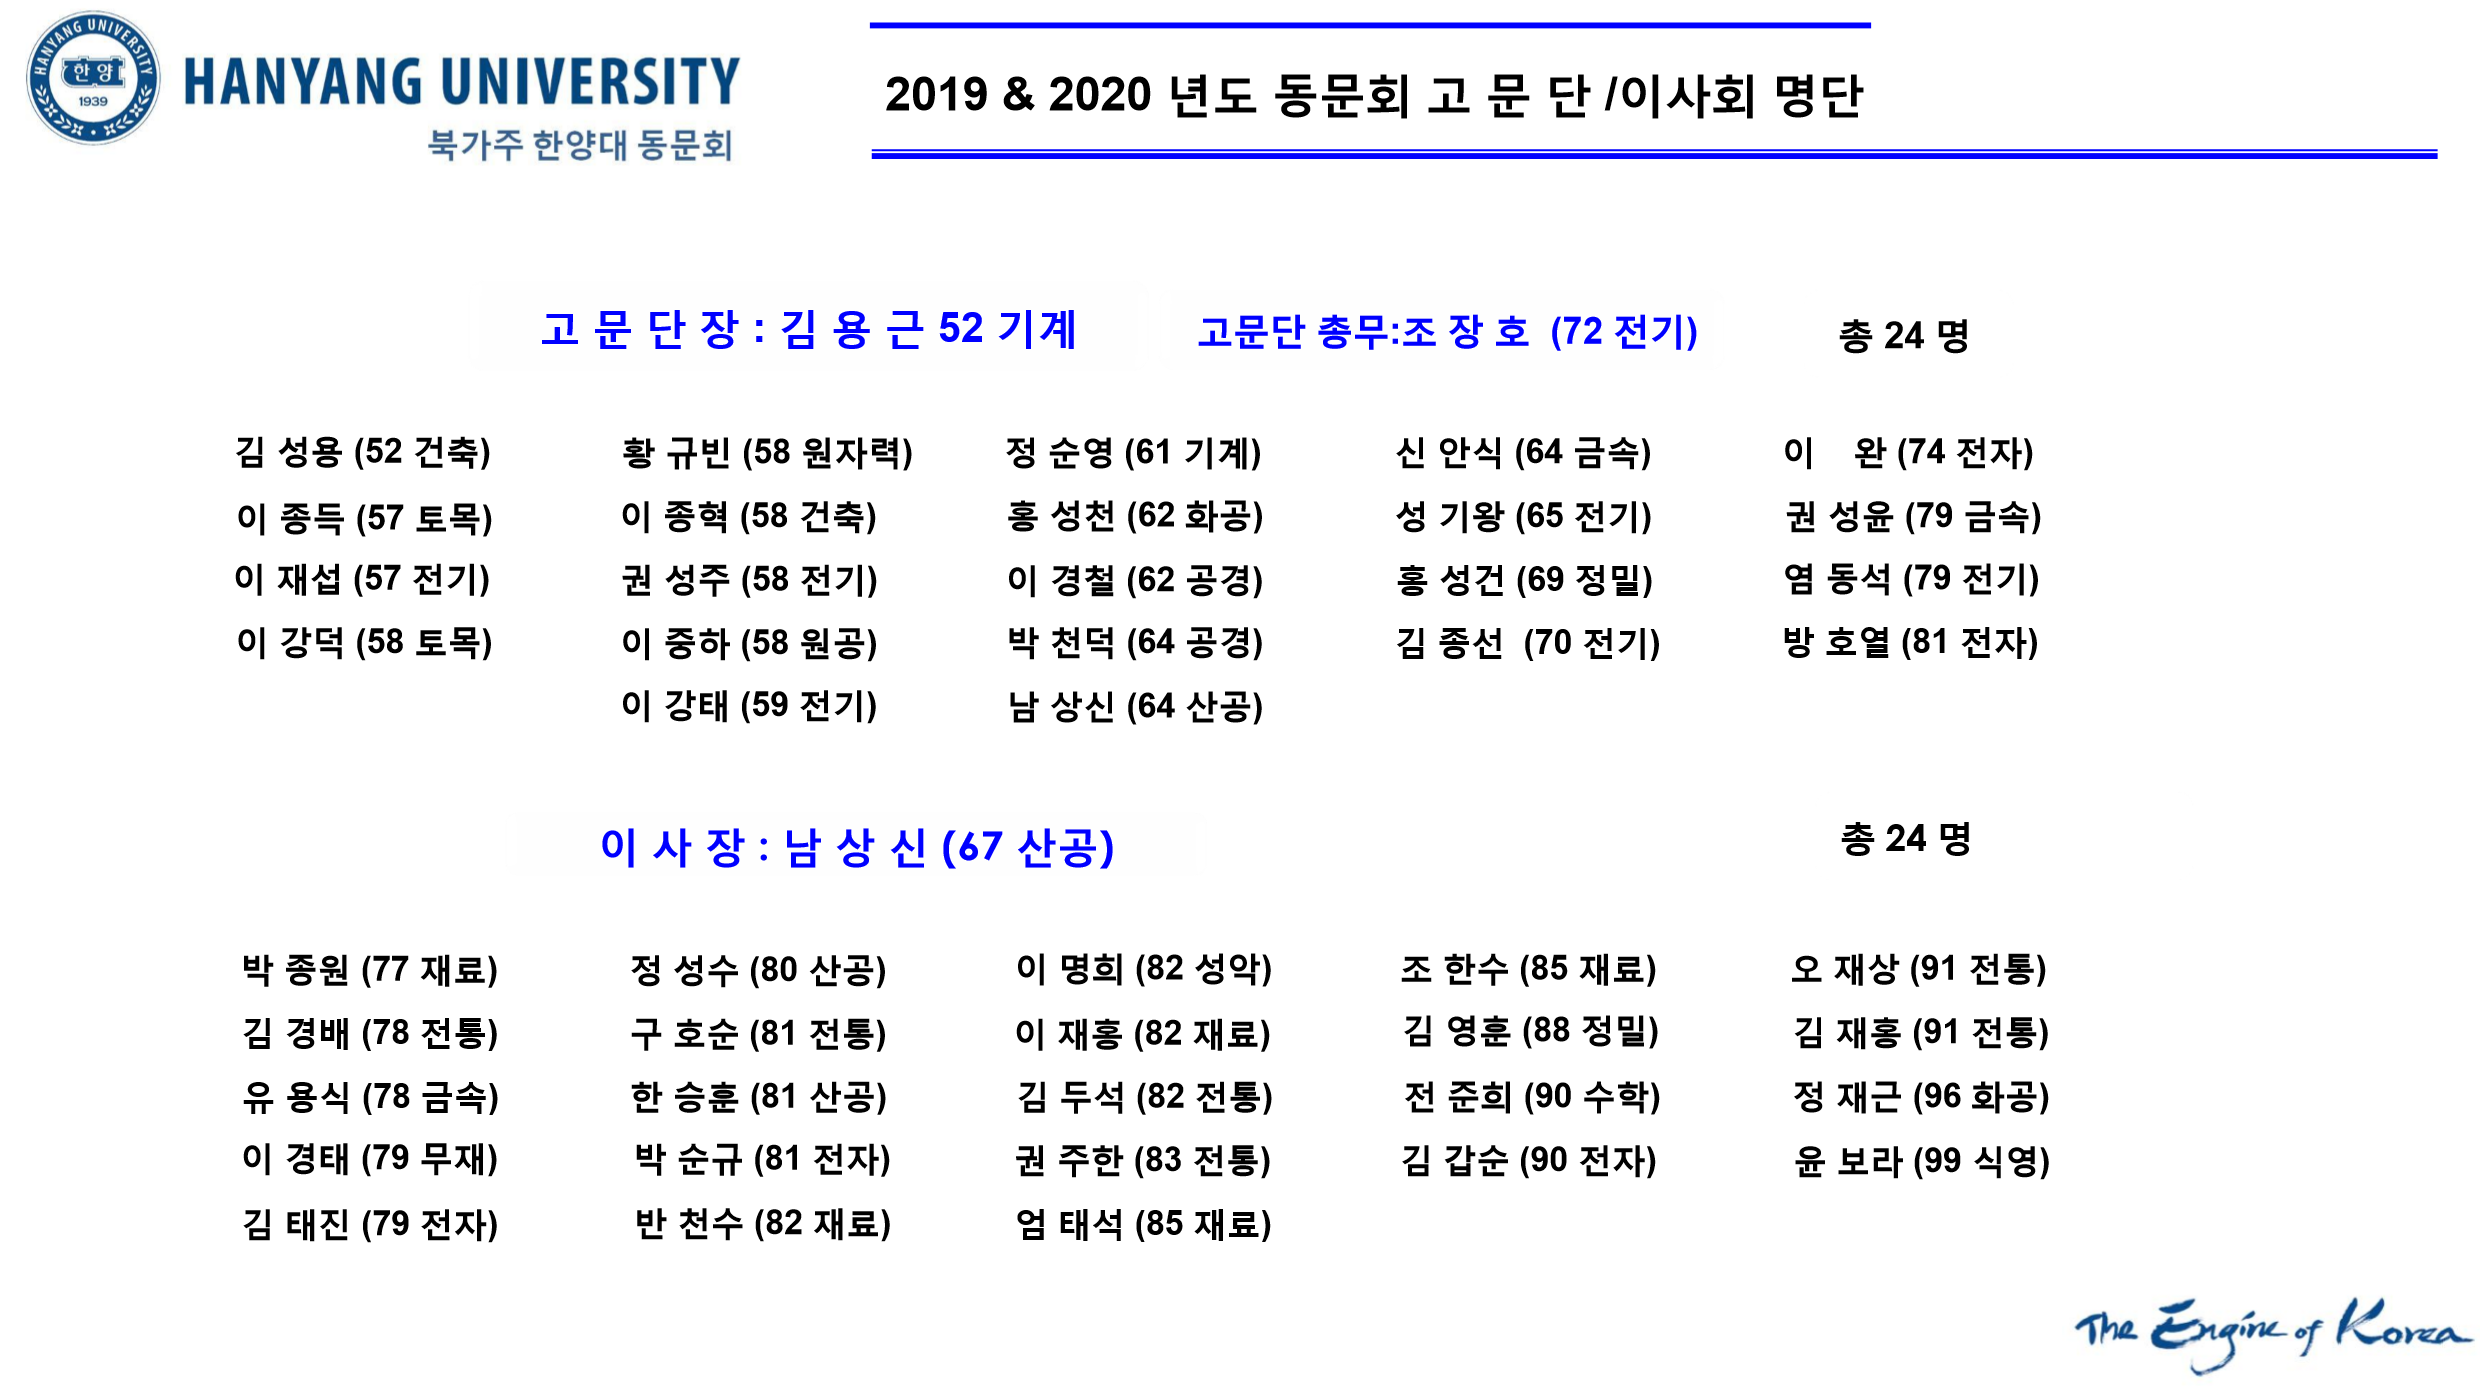 HANYANG UNIVERSITY
한양
1939
HANYANG UNIVERSITY
북가주 한양대 동문회
2019 & 2020 년도 동문회 고 문 단 /이사회 명단
고 문 단 장 : 김 용 근 52 기계 고문단 총무:조 장 호 (72 전기) 총 24 명
김 성용 (52 건축) 황 규빈 (58 원자력) 정 순영 (61 기계) 신 안식 (64 금속) 이 완 (74 전자)
이 종득 (57 토목) 이 종혁 (58 건축) 홍 성천 (62 화공) 성 기왕 (65 전기) 권 성윤 (79 금속)
이 재섭 (57 전기) 권 성주 (58 전기) 이 경철 (62 공경) 홍 성건 (69 정밀) 염 동석 (79 전기)
이 강덕 (58 토목) 이 중하 (58 원공) 박 천덕 (64 공경) 김 종선 (70 전기) 방 호열 (81 전자)
이 강태 (59 전기) 남 상신 (64 산공)
이 사 장 : 남 상 신 (67 산공) 총 24 명
박 종원 (77 재료) 정 성수 (80 산공) 이 명희 (82 성악) 조 한수 (85 재료) 오 재상 (91 전통)
김 경배 (78 전통) 구 호순 (81 전통) 이 재홍 (82 재료) 김 영훈 (88 정밀) 김 재홍 (91 전통)
유 용식 (78 금속) 한 승훈 (81 산공) 김 두석 (82 전통) 전 준희 (90 수학) 정 재근 (96 화공)
이 경태 (79 무재) 박 순규 (81 전자) 권 주한 (83 전통) 김 갑순 (90 전자) 윤 보라 (99 식영)
김 태진 (79 전자) 반 천수 (82 재료) 엄 태석 (85 재료)
The Engine of Korea